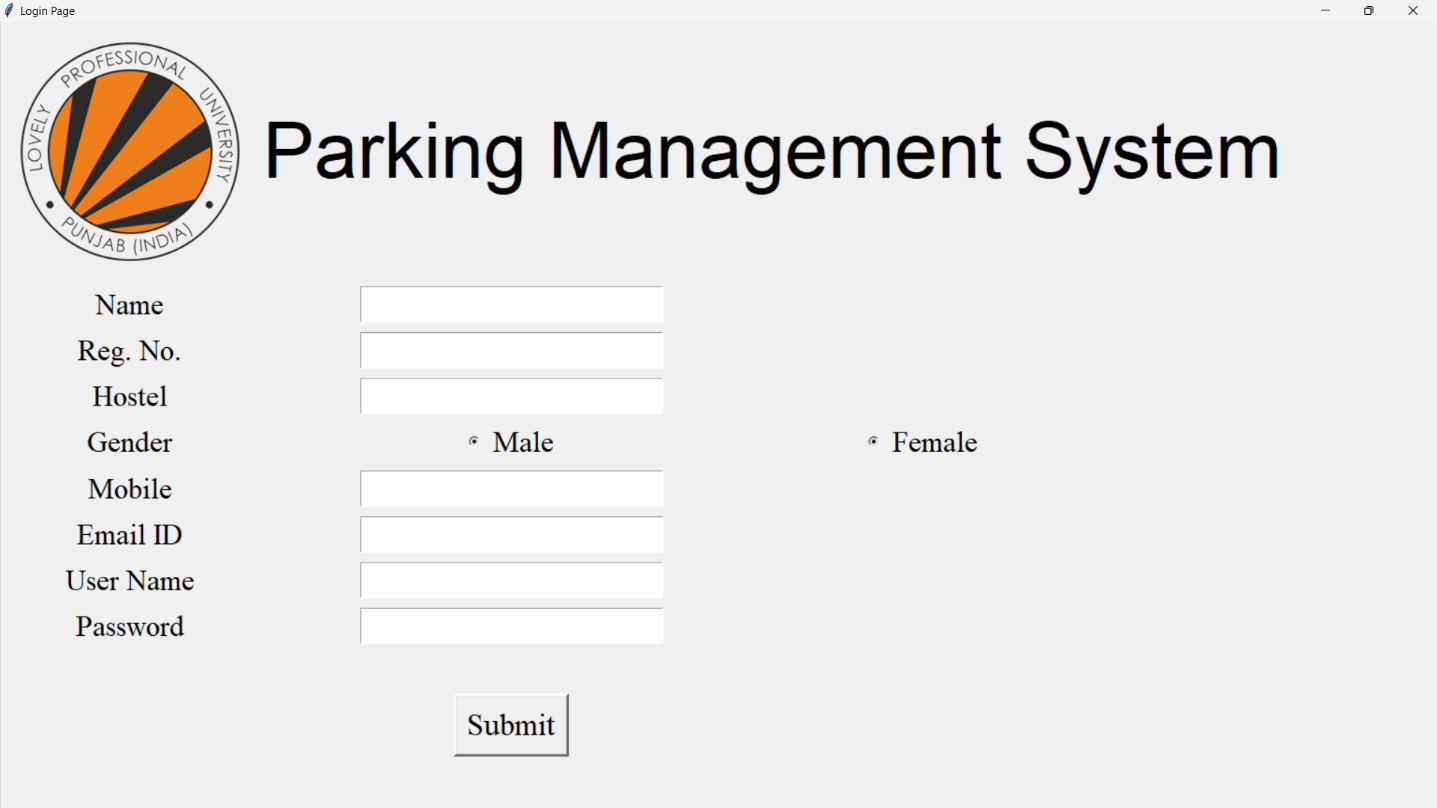 Login Page
LOVELY PROFESSIONAL UNIVERSITY
PUNJAB (INDIA)
Parking Management System
Name
Reg. No.
Hostel
Gender Male Female
Mobile
Email ID
User Name
Password
Submit